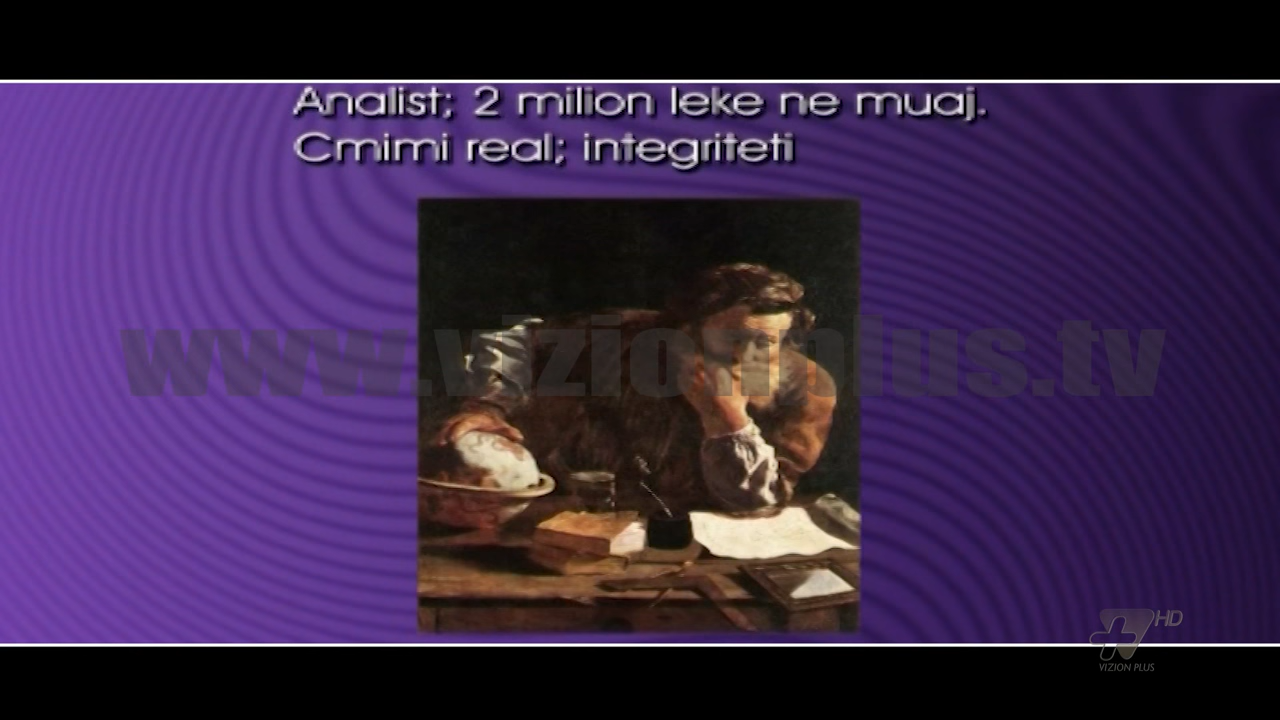 Analist; 2 milion leke ne muaj.
Cmimi real; integriteti
www.vizionplus.tv
HD
VIZION PLUS